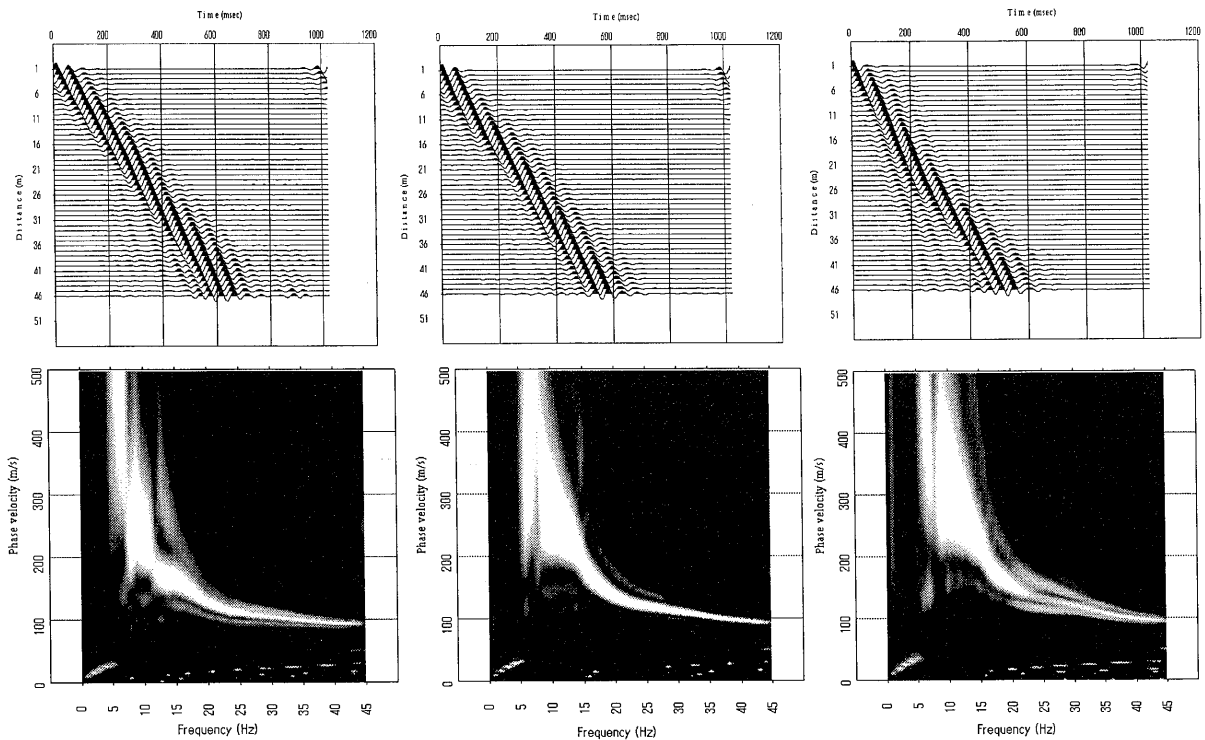 Time (msec)
0 200 400 600 800 1000 1200
Distance (m)
1
6
11
16
21
26
31
36
41
46
51
Time (msec)
0 200 400 600 800 1000 1200
Distance (m)
1
6
11
16
21
26
31
36
41
46
51
Time (msec)
0 200 400 600 800 1000 1200
Distance (m)
1
6
11
16
21
26
31
36
41
46
51
Phase velocity (m/s)
500
400
300
200
100
0
0 5 10 15 20 25 30 35 40 45
Frequency (Hz)
Phase velocity (m/s)
500
400
300
200
100
0
0 5 10 15 20 25 30 35 40 45
Frequency (Hz)
Phase velocity (m/s)
500
400
300
200
100
0
0 5 10 15 20 25 30 35 40 45
Frequency (Hz)